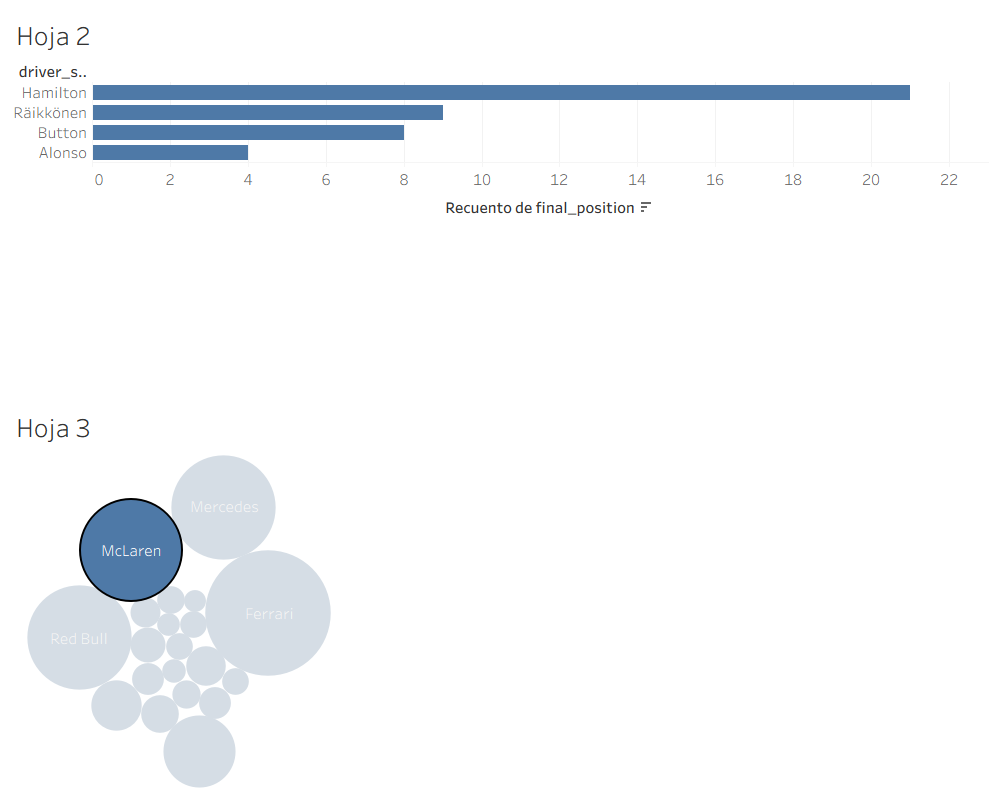 Hoja 2
driver_s..
Hamilton
Räikkönen
Button
Alonso
0 2 4 6 8 10 12 14 16 18 20 22
Recuento de final_position
Hoja 3
Mercedes
McLaren
Ferrari
Red Bull